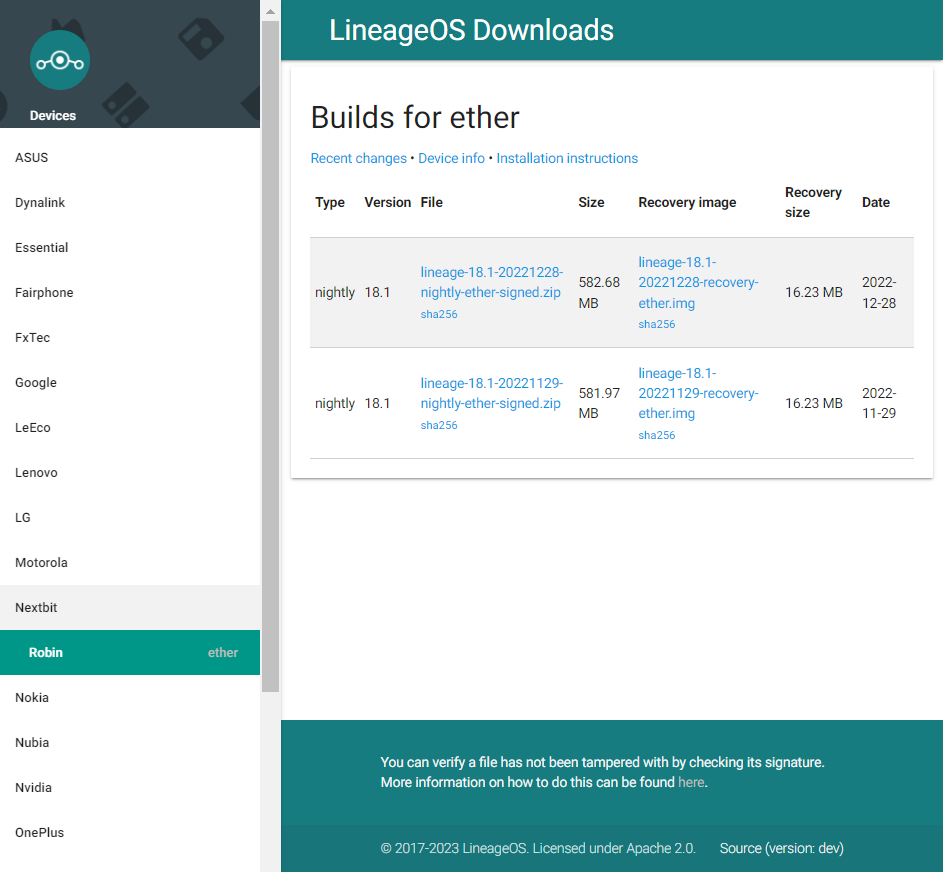 Devices
ASUS
Dynalink
Essential
Fairphone
FxTec
Google
LeEco
Lenovo
LG
Motorola
Nextbit
Robin ether
Nokia
Nubia
Nvidia
OnePlus
LineageOS Downloads
Builds for ether
Recent changes • Device info • Installation instructions
Type Version File Size Recovery image Recovery size Date
nightly 18.1 lineage-18.1-20221228-
nightly-ether-signed.zip
sha256
582.68
MB
lineage-18.1-
20221228-recovery-
ether.img
sha256
16.23 MB
2022-
12-28
nightly 18.1 lineage-18.1-20221129-
nightly-ether-signed.zip
sha256
581.97
MB
lineage-18.1-
20221129-recovery-
ether.img
sha256
16.23 MB
2022-
11-29
You can verify a file has not been tampered with by checking its signature.
More information on how to do this can be found here.
© 2017-2023 LineageOS. Licensed under Apache 2.0. Source (version: dev)